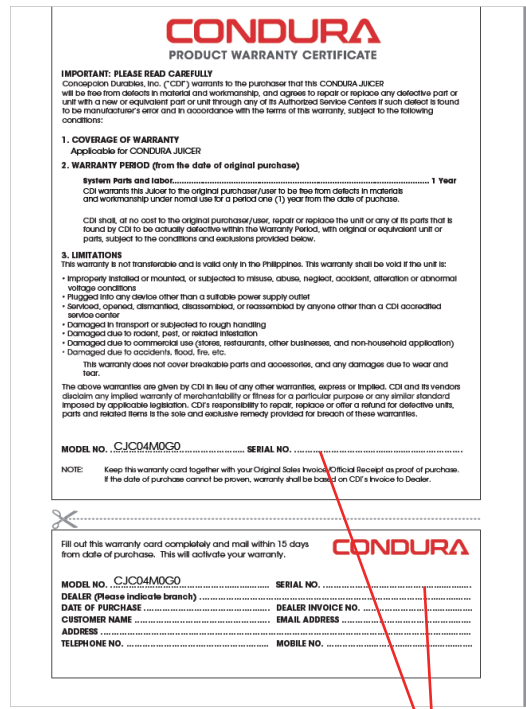 CONDURA
PRODUCT WARRANTY CERTIFICATE
IMPORTANT: PLEASE READ CAREFULLY
Concepcion Durables, Inc. ("CDI") warrants to the purchaser that this CONDURA JUICER
will be free from defects in material and workmanship, and agrees to repair or replace any defective part or
unit with a new or equivalent part or unit through any of its Authorized Service Centers if such defect is found
to be manufacturer's error and in accordance with the terms of this warranty, subject to the following
conditions:
1. COVERAGE OF WARRANTY
Applicable for CONDURA JUICER
2. WARRANTY PERIOD (from the date of original purchase)
System Parts and labor................................................................................ 1 Year
CDI warrants this Juicer to the original purchaser/user to be free from defects in materials
and workmanship under nomal use for a period one (1) year from the date of puchase.
CDI shall, at no cost to the original purchaser/user, repair or replace the unit or any of its parts that is
found by CDI to be actually defective within the Warranty Period, with original or equivalent unit or
parts, subject to the conditions and explusions provided below.
3. LIMITATIONS
This warranty is not transferable and is valid only in the Philippines. This warranty shall be void if the unit is:
• Improperly installed or mounted, or subjected to misuse, abuse, neglect, accident, alteration or abnormal
voltage conditions
• Plugged into any device other than a suitable power supply outlet
• Serviced, opened, dismantled, disassembled, or reassembled by anyone other than a CDI accredited
service center
• Damaged in transport or subjected to rough handling
• Damaged due to rodent, pest, or related infestation
• Damaged due to commercial use (stores, restaurants, other businesses, and non-household application)
• Damaged due to accidents, flood, fire, etc.
This warranty does not cover breakable parts and accessories, and any damages due to wear and
tear.
The above warranties are given by CDI in lieu of any other warranties, express or implied. CDI and its vendors
disclaim any implied warranty of merchantability or fitness for a particular purpose or any similar standard
imposed by applicable legislation. CDI's responsibility to repair, replace or offer a refund for defective units,
parts and related items is the sole and exclusive remedy provided for breach of these warranties.
MODEL NO. CJC04M0G0 ........................ SERIAL NO. ........................
NOTE: Keep this warranty card together with your Original Sales Invoice/Official Receipt as proof of purchase.
If the date of purchase cannot be proven, warranty shall be based on CDI's Invoice to Dealer.
Fill out this warranty card completely and mail within 15 days
from date of purchase. This will activate your warranty.
CONDURA
MODEL NO. CJC04M0G0 ........................ SERIAL NO. ........................
DEALER (Please indicate branch) ........................
DATE OF PURCHASE ........................ DEALER INVOICE NO. ........................
CUSTOMER NAME ........................ EMAIL ADDRESS ........................
ADDRESS ........................
TELEPHONE NO. ........................ MOBILE NO. ........................